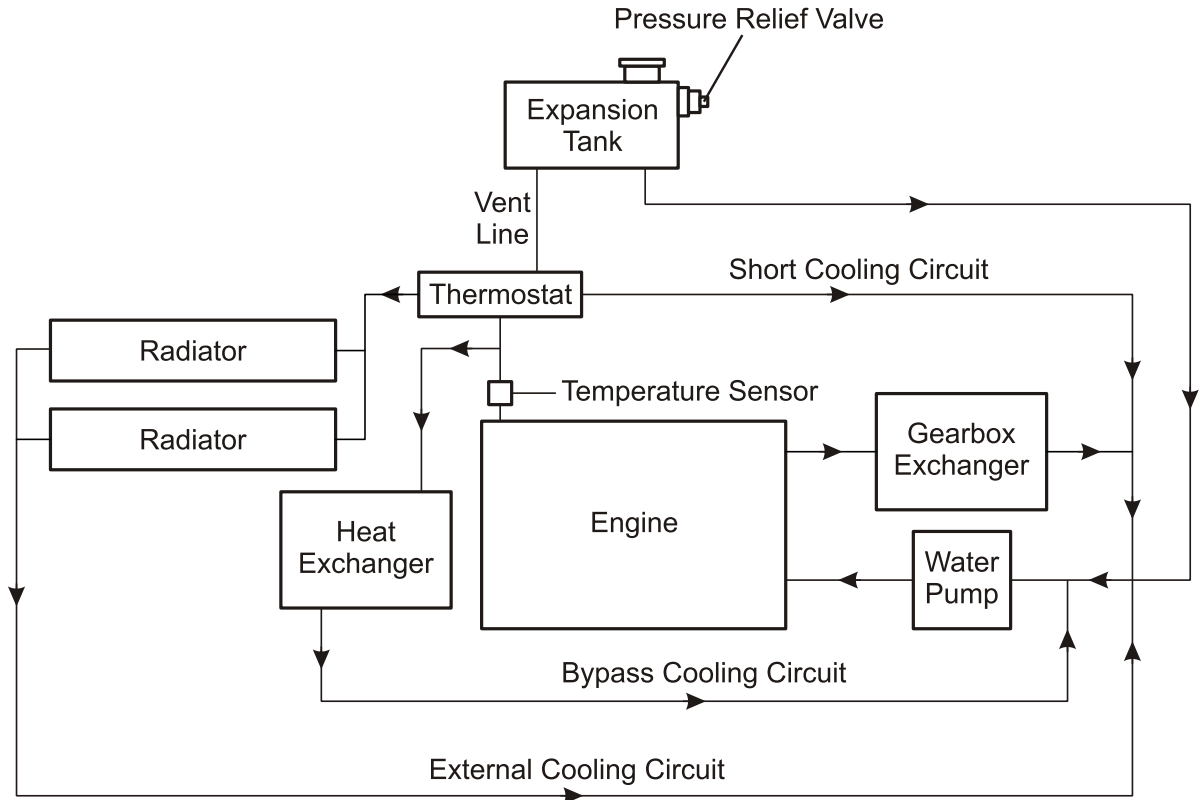 Pressure Relief Valve
Expansion
Tank
Vent
Line
Short Cooling Circuit
Thermostat
Radiator
Temperature Sensor
Radiator
Gearbox
Exchanger
Heat
Exchanger
Engine
Water
Pump
Bypass Cooling Circuit
External Cooling Circuit